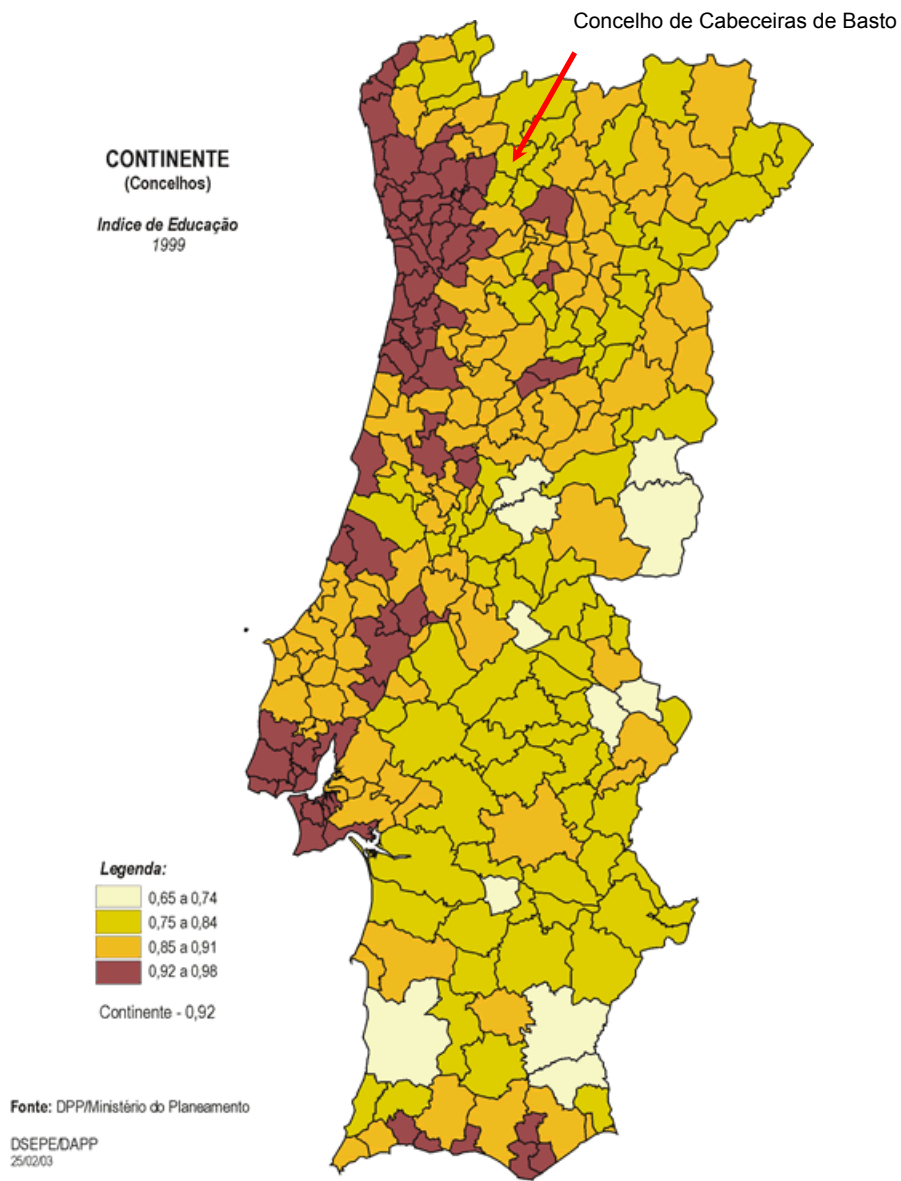 Concelho de Cabeceiras de Basto
CONTINENTE
(Concelhos)
Indice de Educação
1999
Legenda:
0,65 a 0,74
0,75 a 0,84
0,85 a 0,91
0,92 a 0,98
Continente - 0,92
Fonte: DPP/Ministério do Planeamento
DSEPE/DAPP
25/02/03